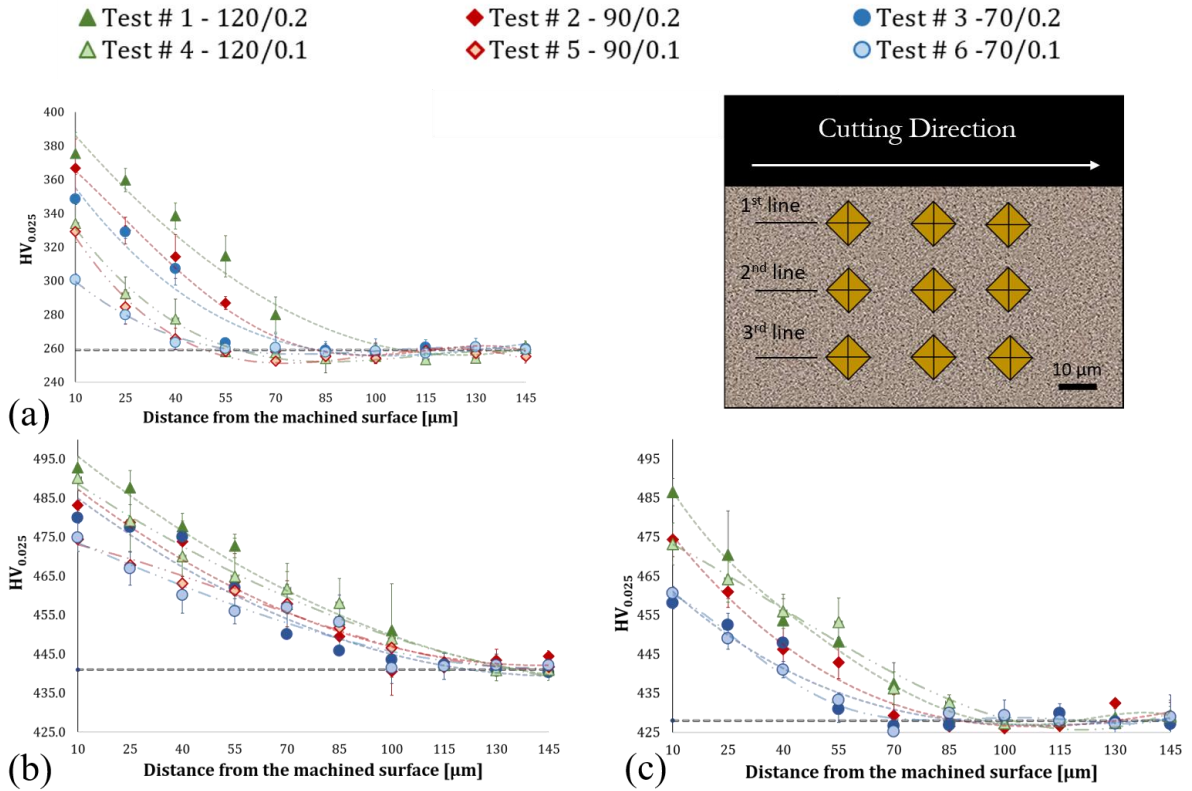 Test # 1 - 120/0.2
Test # 2 - 90/0.2
Test # 3 -70/0.2
Test # 4 - 120/0.1
Test # 5 - 90/0.1
Test # 6 -70/0.1
400
380
360
340
320
300
280
260
240
HV0.025
10 25 40 55 70 85 100 115 130 145
Distance from the machined surface [µm]
(a)
Cutting Direction
1st line
2nd line
3rd line
10 µm
495.0
485.0
475.0
465.0
455.0
445.0
435.0
425.0
HV0.025
10 25 40 55 70 85 100 115 130 145
Distance from the machined surface [µm]
(b)
495
485
475
465
455
445
435
425
HV0.025
10 25 40 55 70 85 100 115 130 145
Distance from the machined surface [µm]
(c)